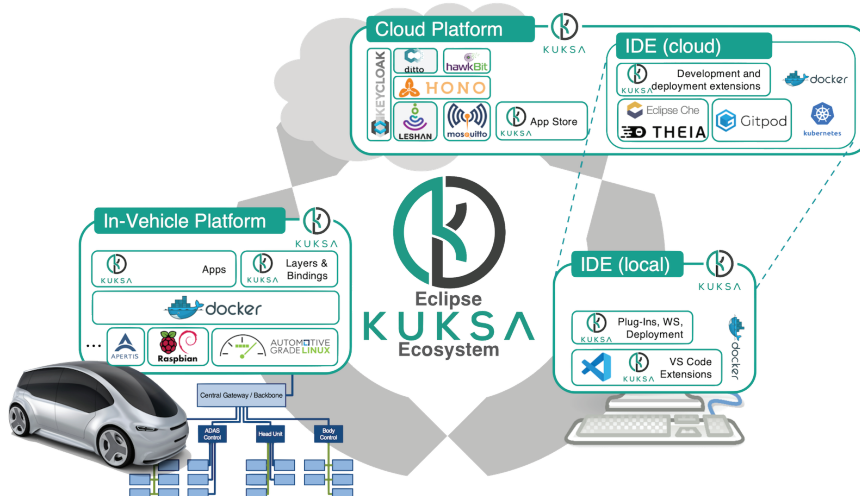 Cloud Platform
KUKSA
KEYCLOAK
ditto
hawkBit
HONO
LESHAN
mosquitto
KUKSA
App Store
IDE (cloud)
KUKSA
Development and
deployment extensions
docker
Eclipse Che
THEIA
Gitpod
kubernetes
In-Vehicle Platform
KUKSA
KUKSA
Apps
KUKSA
Layers &
Bindings
docker
...
APERTIS
Raspbian
AUTOMOTIVE
GRADELINUX
Central Gateway / Backbone
ADAS
Control
Head Unit
Body
Control
Eclipse
KUKSA
Ecosystem
IDE (local)
KUKSA
KUKSA
Plug-Ins, WS,
Deployment
docker
KUKSA
VS Code
Extensions